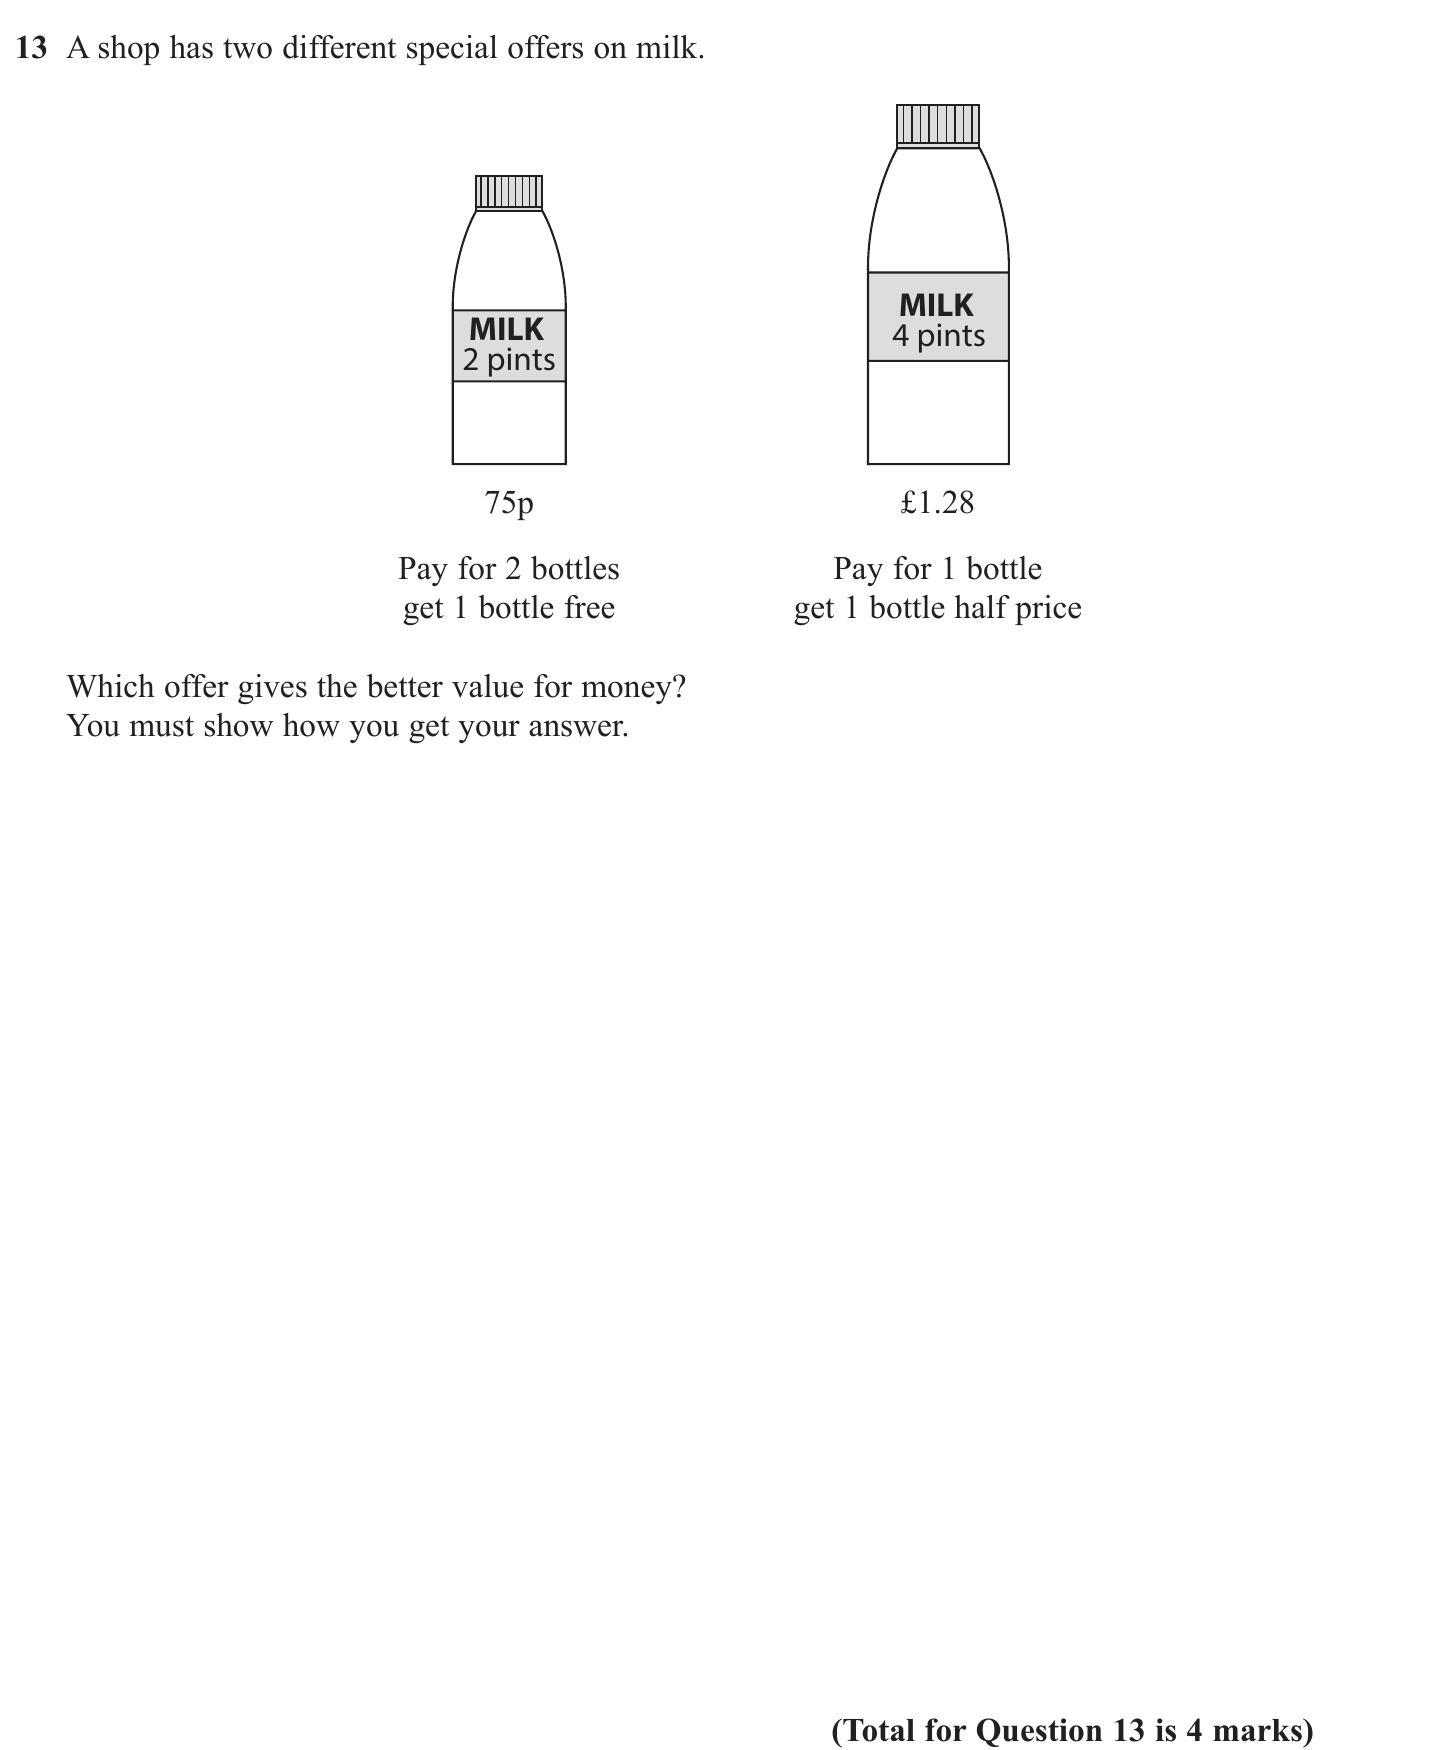 13 A shop has two different special offers on milk.
MILK
2 pints
MILK
4 pints
75p
£1.28
Pay for 2 bottles
get 1 bottle free
Pay for 1 bottle
get 1 bottle half price
Which offer gives the better value for money?
You must show how you get your answer.
(Total for Question 13 is 4 marks)